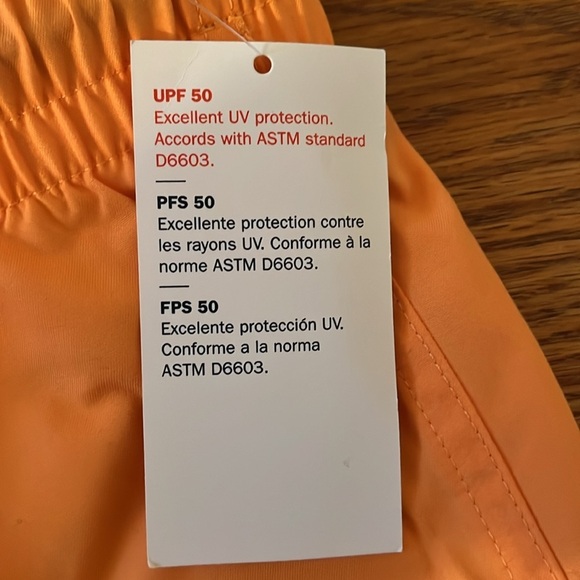 UPF 50
Excellent UV protection.
Accords with ASTM standard
D6603.
PFS 50
Excellente protection contre
les rayons UV. Conforme à la
norme ASTM D6603.
FPS 50
Excelente protección UV.
Conforme a la norma
ASTM D6603.